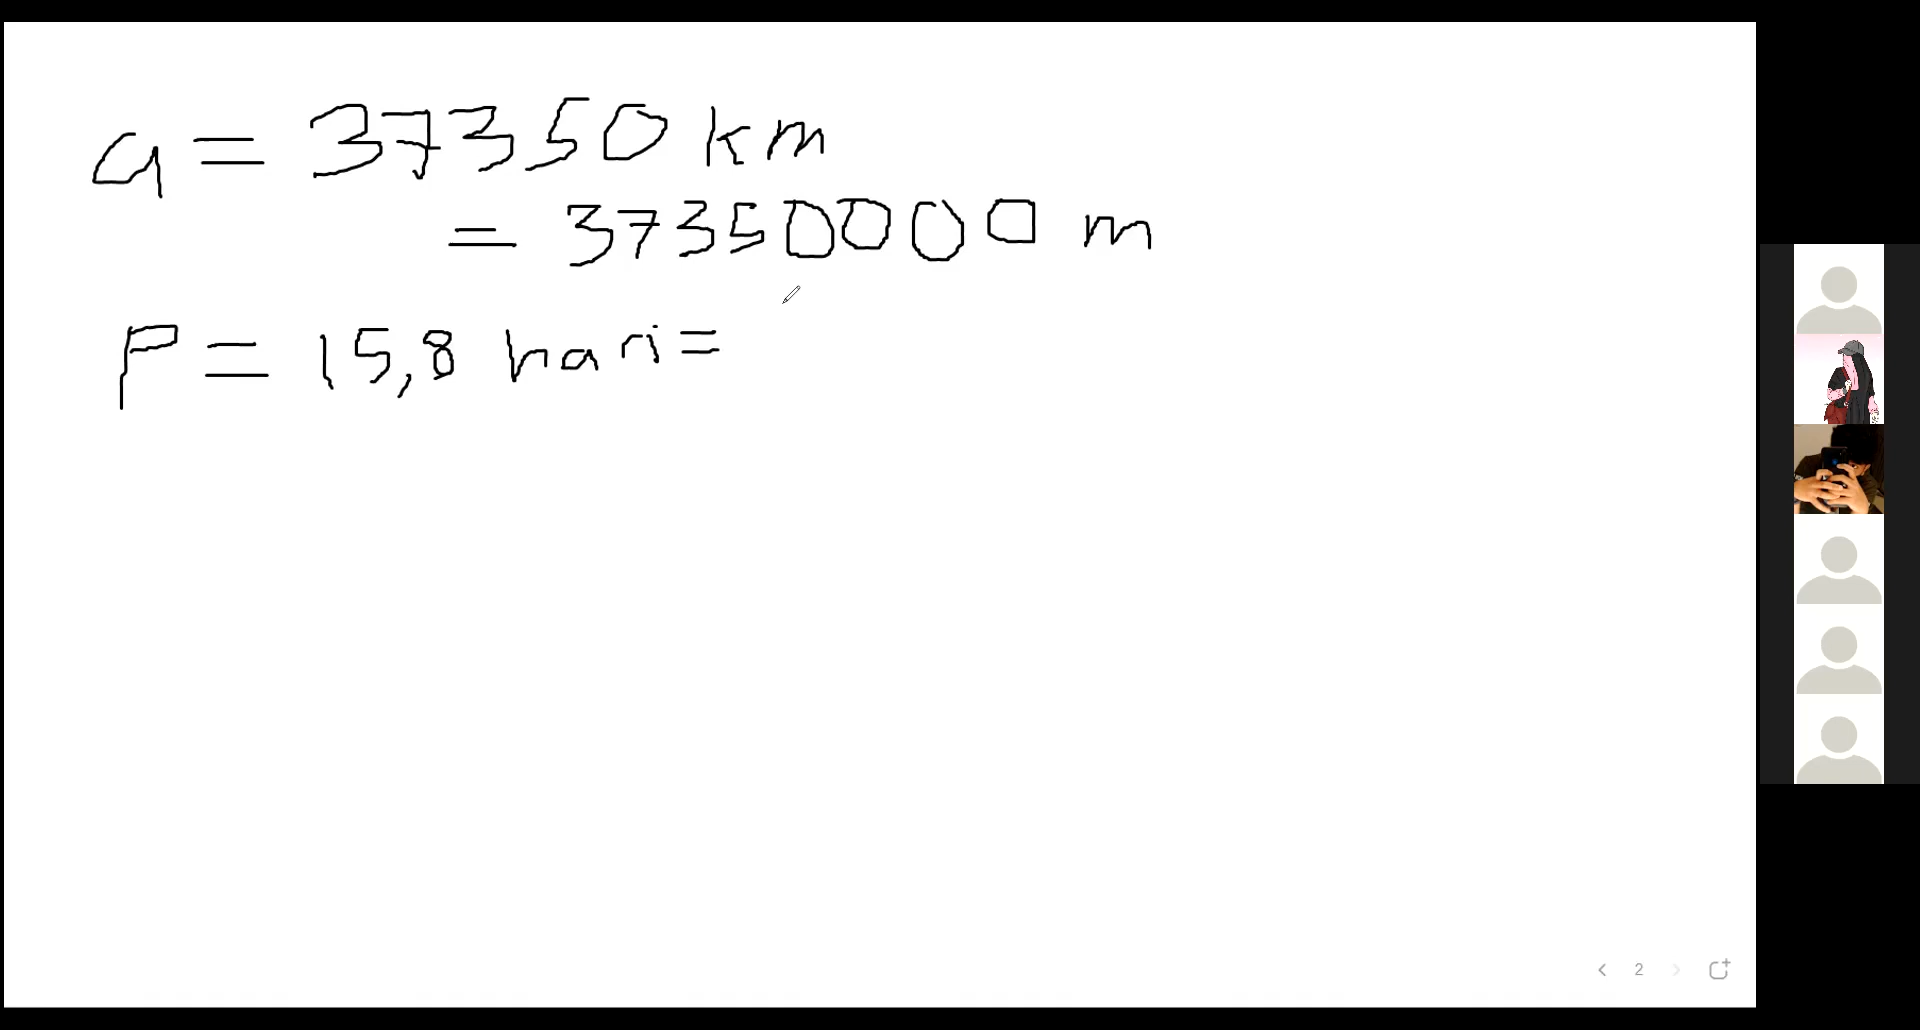 a = 37350 km
= 37350000 m
P = 15,8 hari =
2